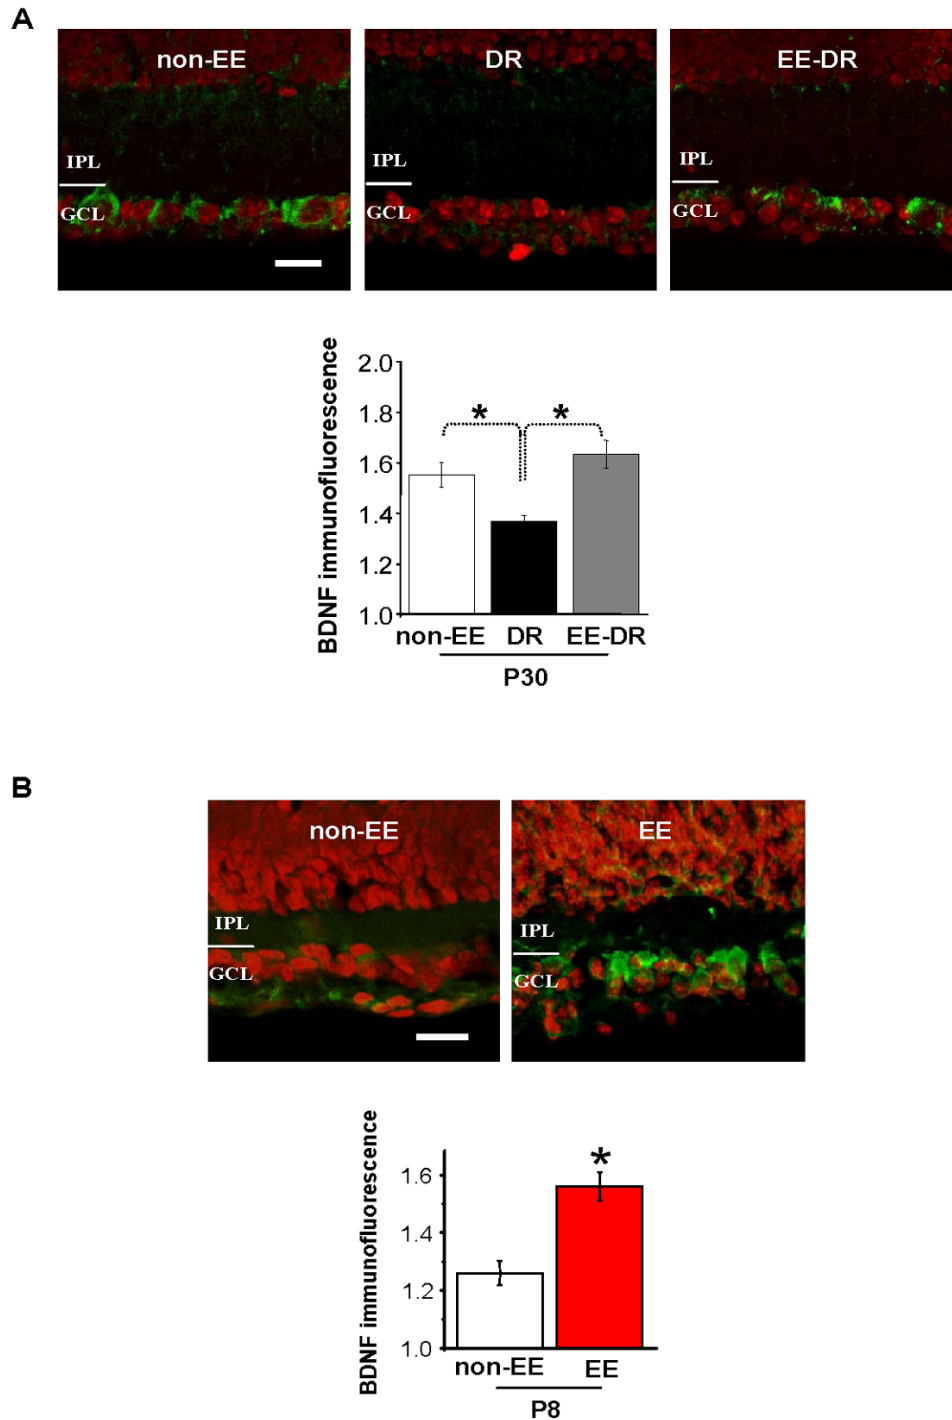 A
non-EE DR EE-DR
IPL IPL IPL
GCL GCL GCL
BDNF immunofluorescence
2.0
1.8
1.6
1.4
1.2
1.0
* *
non-EE DR EE-DR
P30
B
non-EE EE
IPL IPL
GCL GCL
BDNF immunofluorescence
1.6
1.4
1.2
1.0
*
non-EE EE
P8